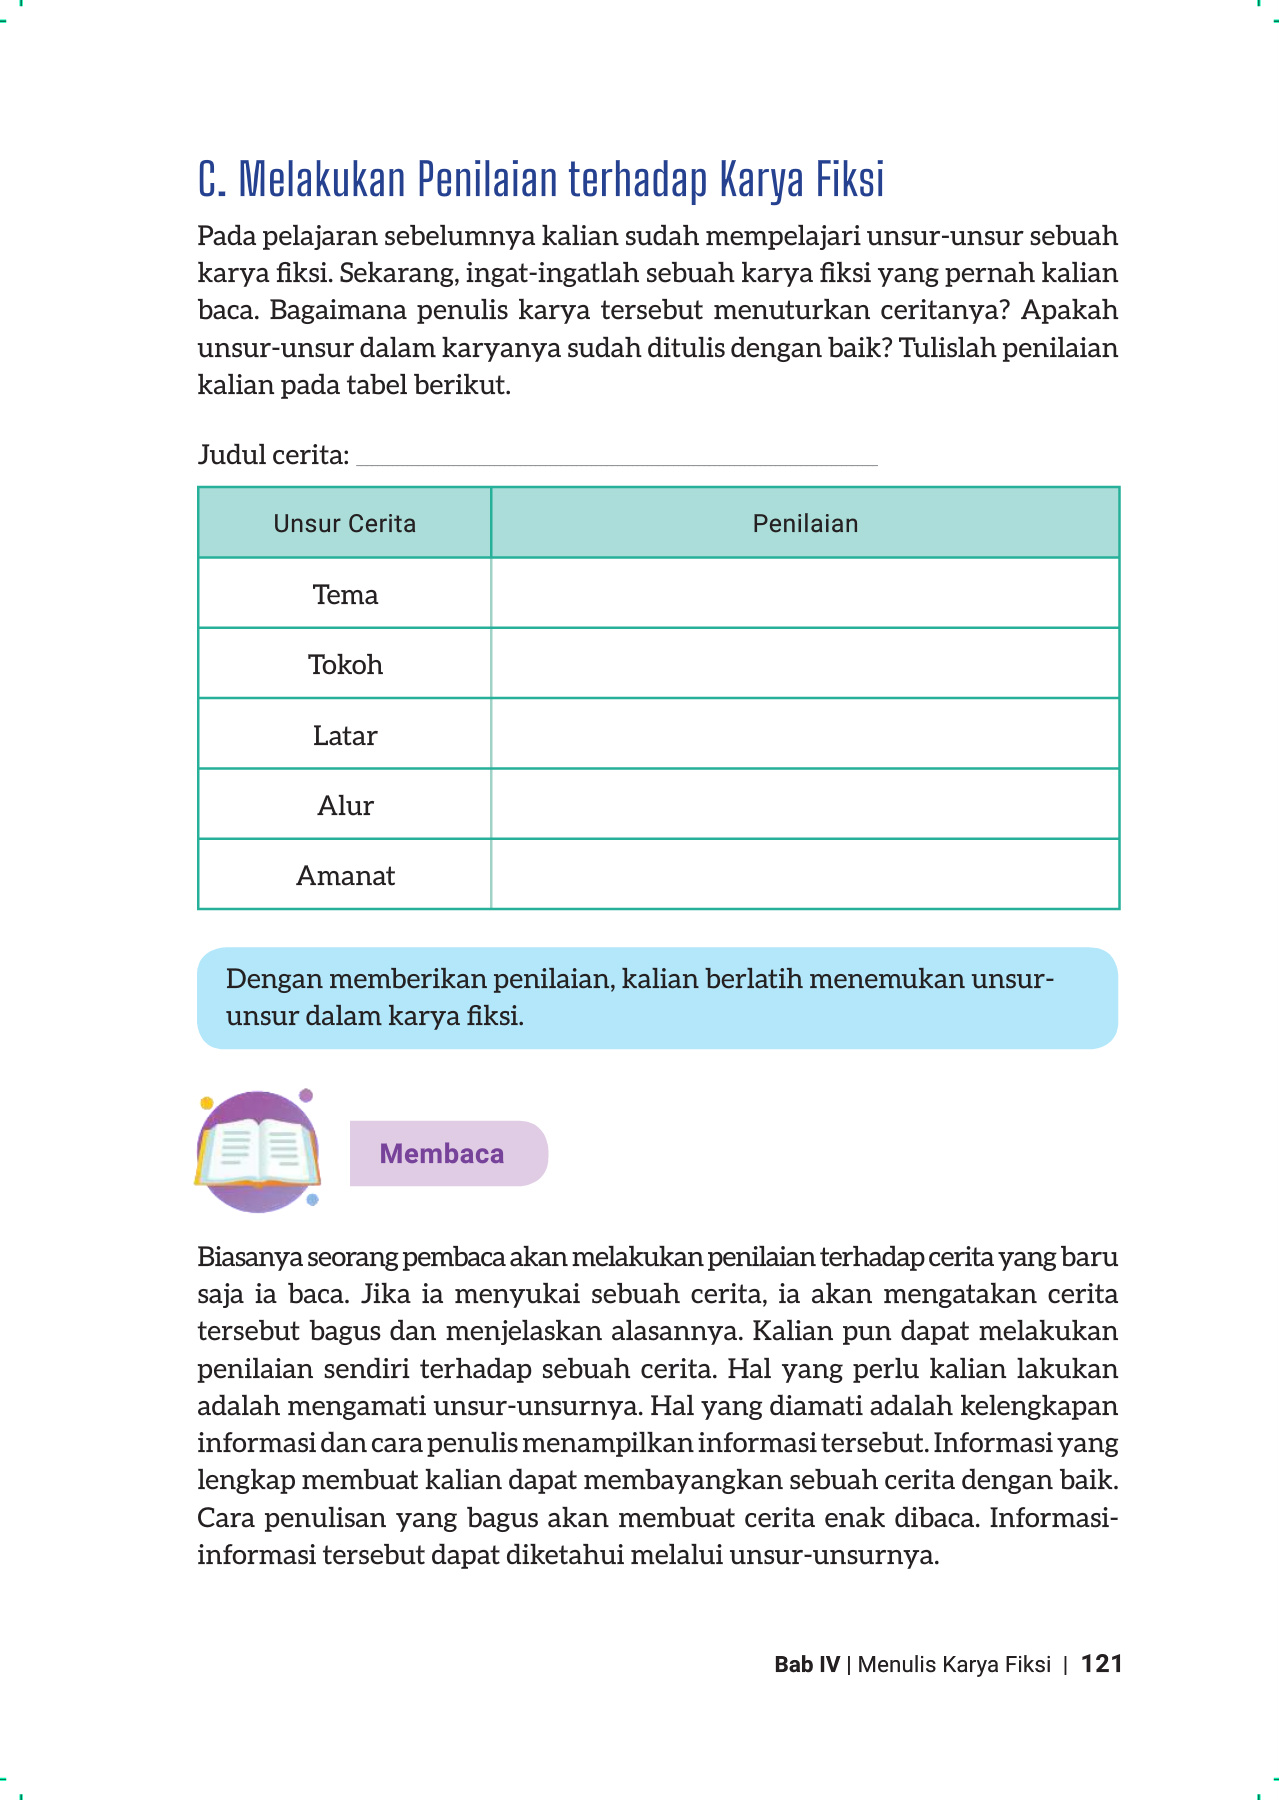 C. Melakukan Penilaian terhadap Karya Fiksi
Pada pelajaran sebelumnya kalian sudah mempelajari unsur-unsur sebuah
karya fiksi. Sekarang, ingat-ingatlah sebuah karya fiksi yang pernah kalian
baca. Bagaimana penulis karya tersebut menuturkan ceritanya? Apakah
unsur-unsur dalam karyanya sudah ditulis dengan baik? Tulislah penilaian
kalian pada tabel berikut.
Judul cerita:
Unsur Cerita Penilaian
Tema
Tokoh
Latar
Alur
Amanat
Dengan memberikan penilaian, kalian berlatih menemukan unsur-
unsur dalam karya fiksi.
Membaca
Biasanya seorang pembaca akan melakukan penilaian terhadap cerita yang baru
saja ia baca. Jika ia menyukai sebuah cerita, ia akan mengatakan cerita
tersebut bagus dan menjelaskan alasannya. Kalian pun dapat melakukan
penilaian sendiri terhadap sebuah cerita. Hal yang perlu kalian lakukan
adalah mengamati unsur-unsurnya. Hal yang diamati adalah kelengkapan
informasi dan cara penulis menampilkan informasi tersebut. Informasi yang
lengkap membuat kalian dapat membayangkan sebuah cerita dengan baik.
Cara penulisan yang bagus akan membuat cerita enak dibaca. Informasi-
informasi tersebut dapat diketahui melalui unsur-unsurnya.
Bab IV | Menulis Karya Fiksi | 121